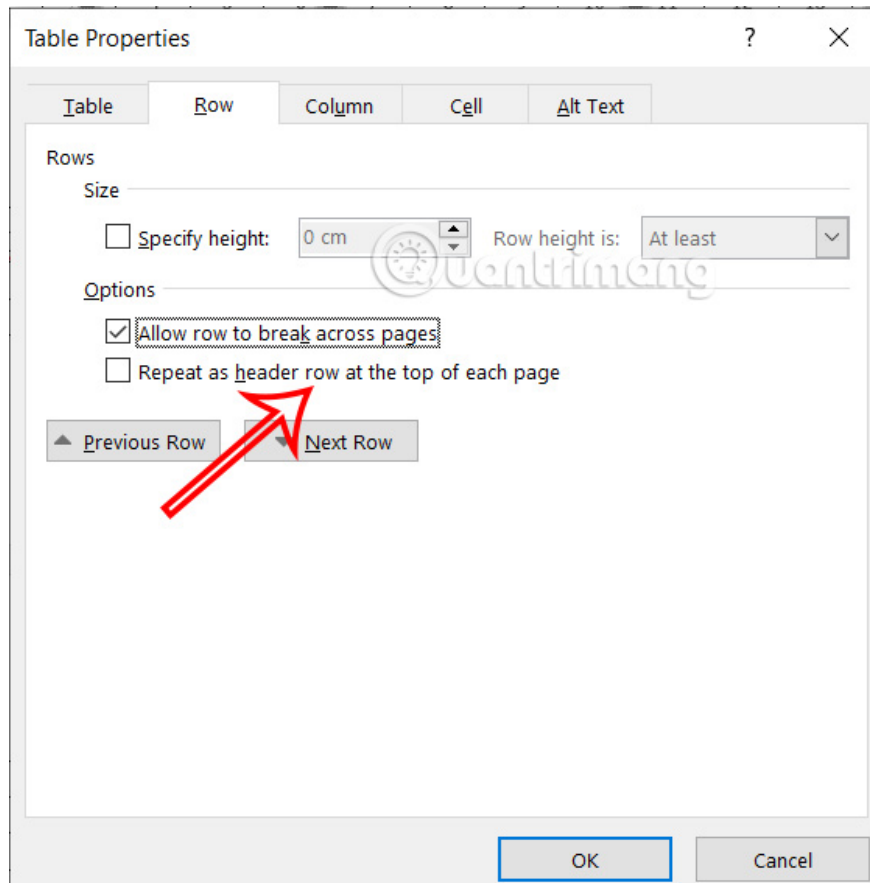 Table Properties ? ×
Table Row Column Cell Alt Text
Rows
Size
Specify height: 0 cm Row height is: At least
Quantrimang
Options
Allow row to break across pages
Repeat as header row at the top of each page
Previous Row Next Row
OK Cancel